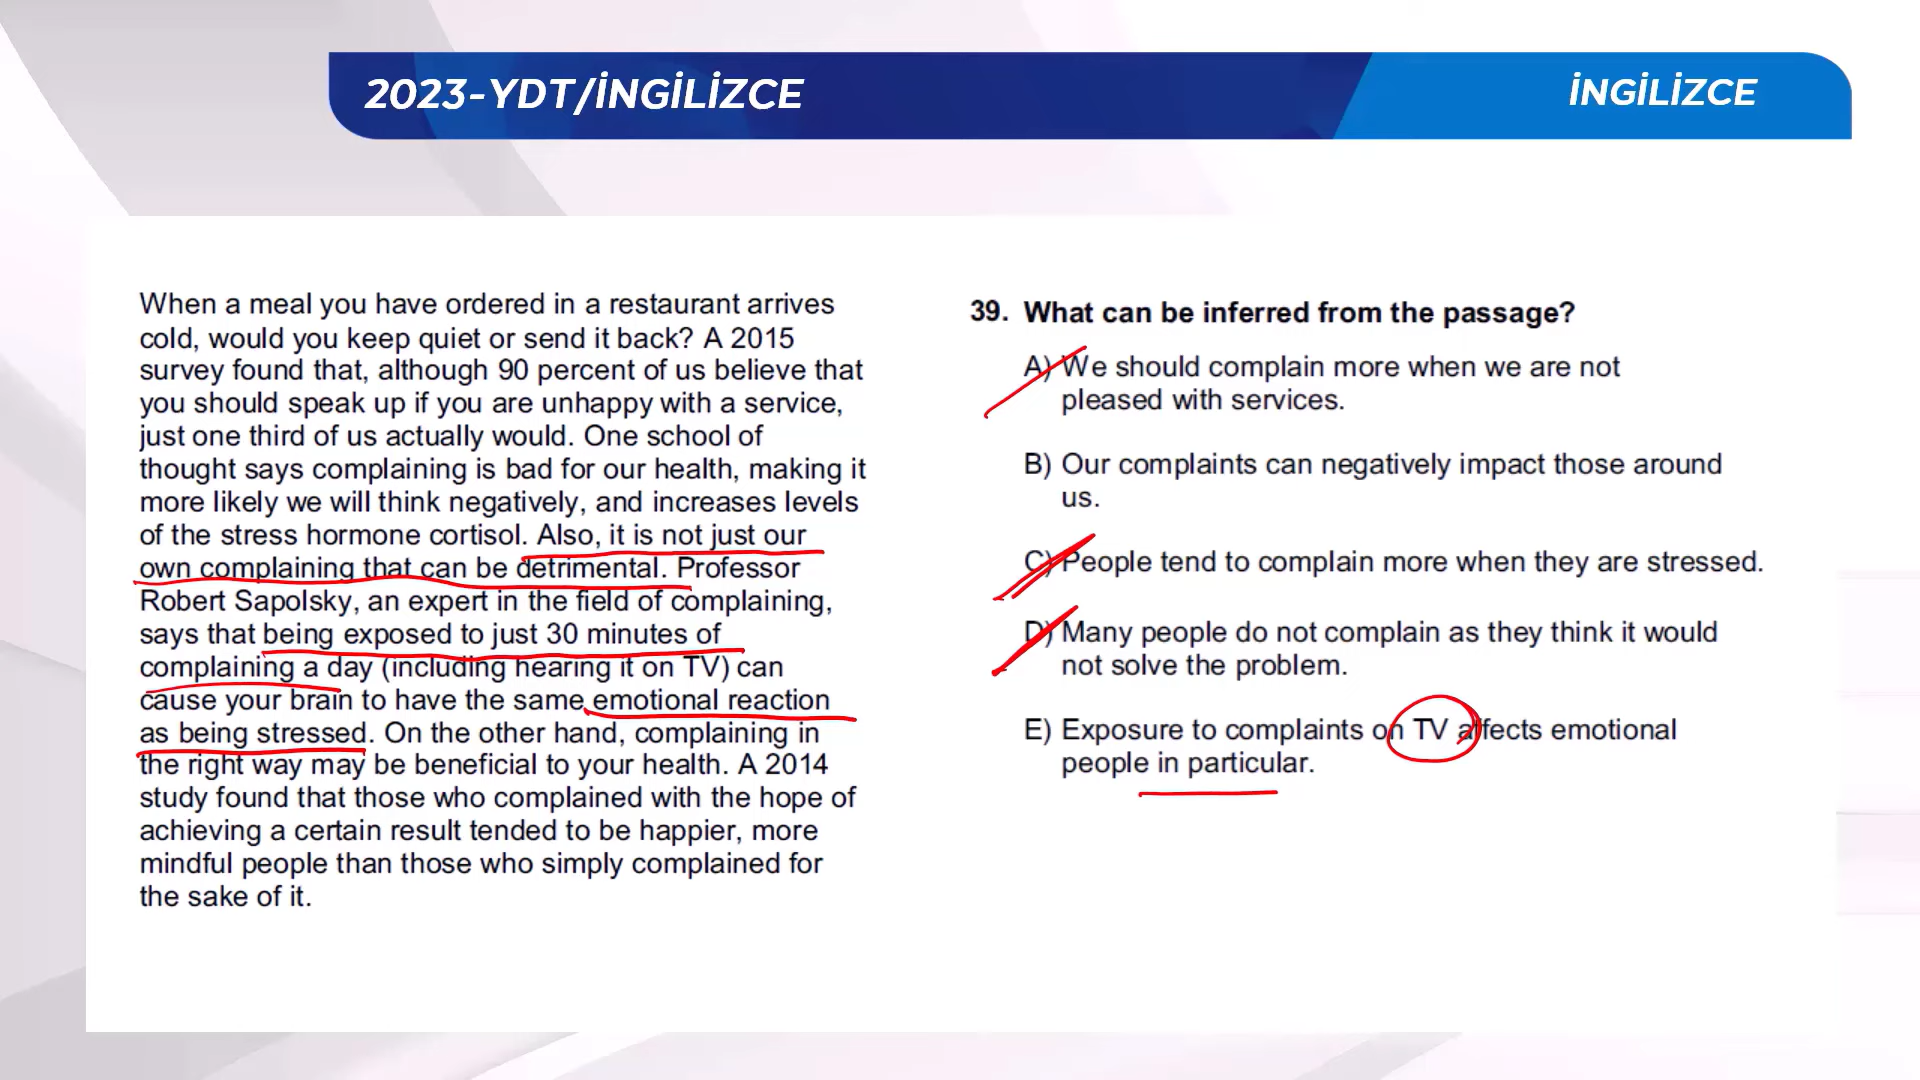 2023-YDT/İNGİLİZCE
İNGİLİZCE
When a meal you have ordered in a restaurant arrives
cold, would you keep quiet or send it back? A 2015
survey found that, although 90 percent of us believe that
you should speak up if you are unhappy with a service,
just one third of us actually would. One school of
thought says complaining is bad for our health, making it
more likely we will think negatively, and increases levels
of the stress hormone cortisol. Also, it is not just our
own complaining that can be detrimental. Professor
Robert Sapolsky, an expert in the field of complaining,
says that being exposed to just 30 minutes of
complaining a day (including hearing it on TV) can
cause your brain to have the same emotional reaction
as being stressed. On the other hand, complaining in
the right way may be beneficial to your health. A 2014
study found that those who complained with the hope of
achieving a certain result tended to be happier, more
mindful people than those who simply complained for
the sake of it.
39. What can be inferred from the passage?
A) We should complain more when we are not
pleased with services.
B) Our complaints can negatively impact those around
us.
C) People tend to complain more when they are stressed.
D) Many people do not complain as they think it would
not solve the problem.
E) Exposure to complaints on TV affects emotional
people in particular.